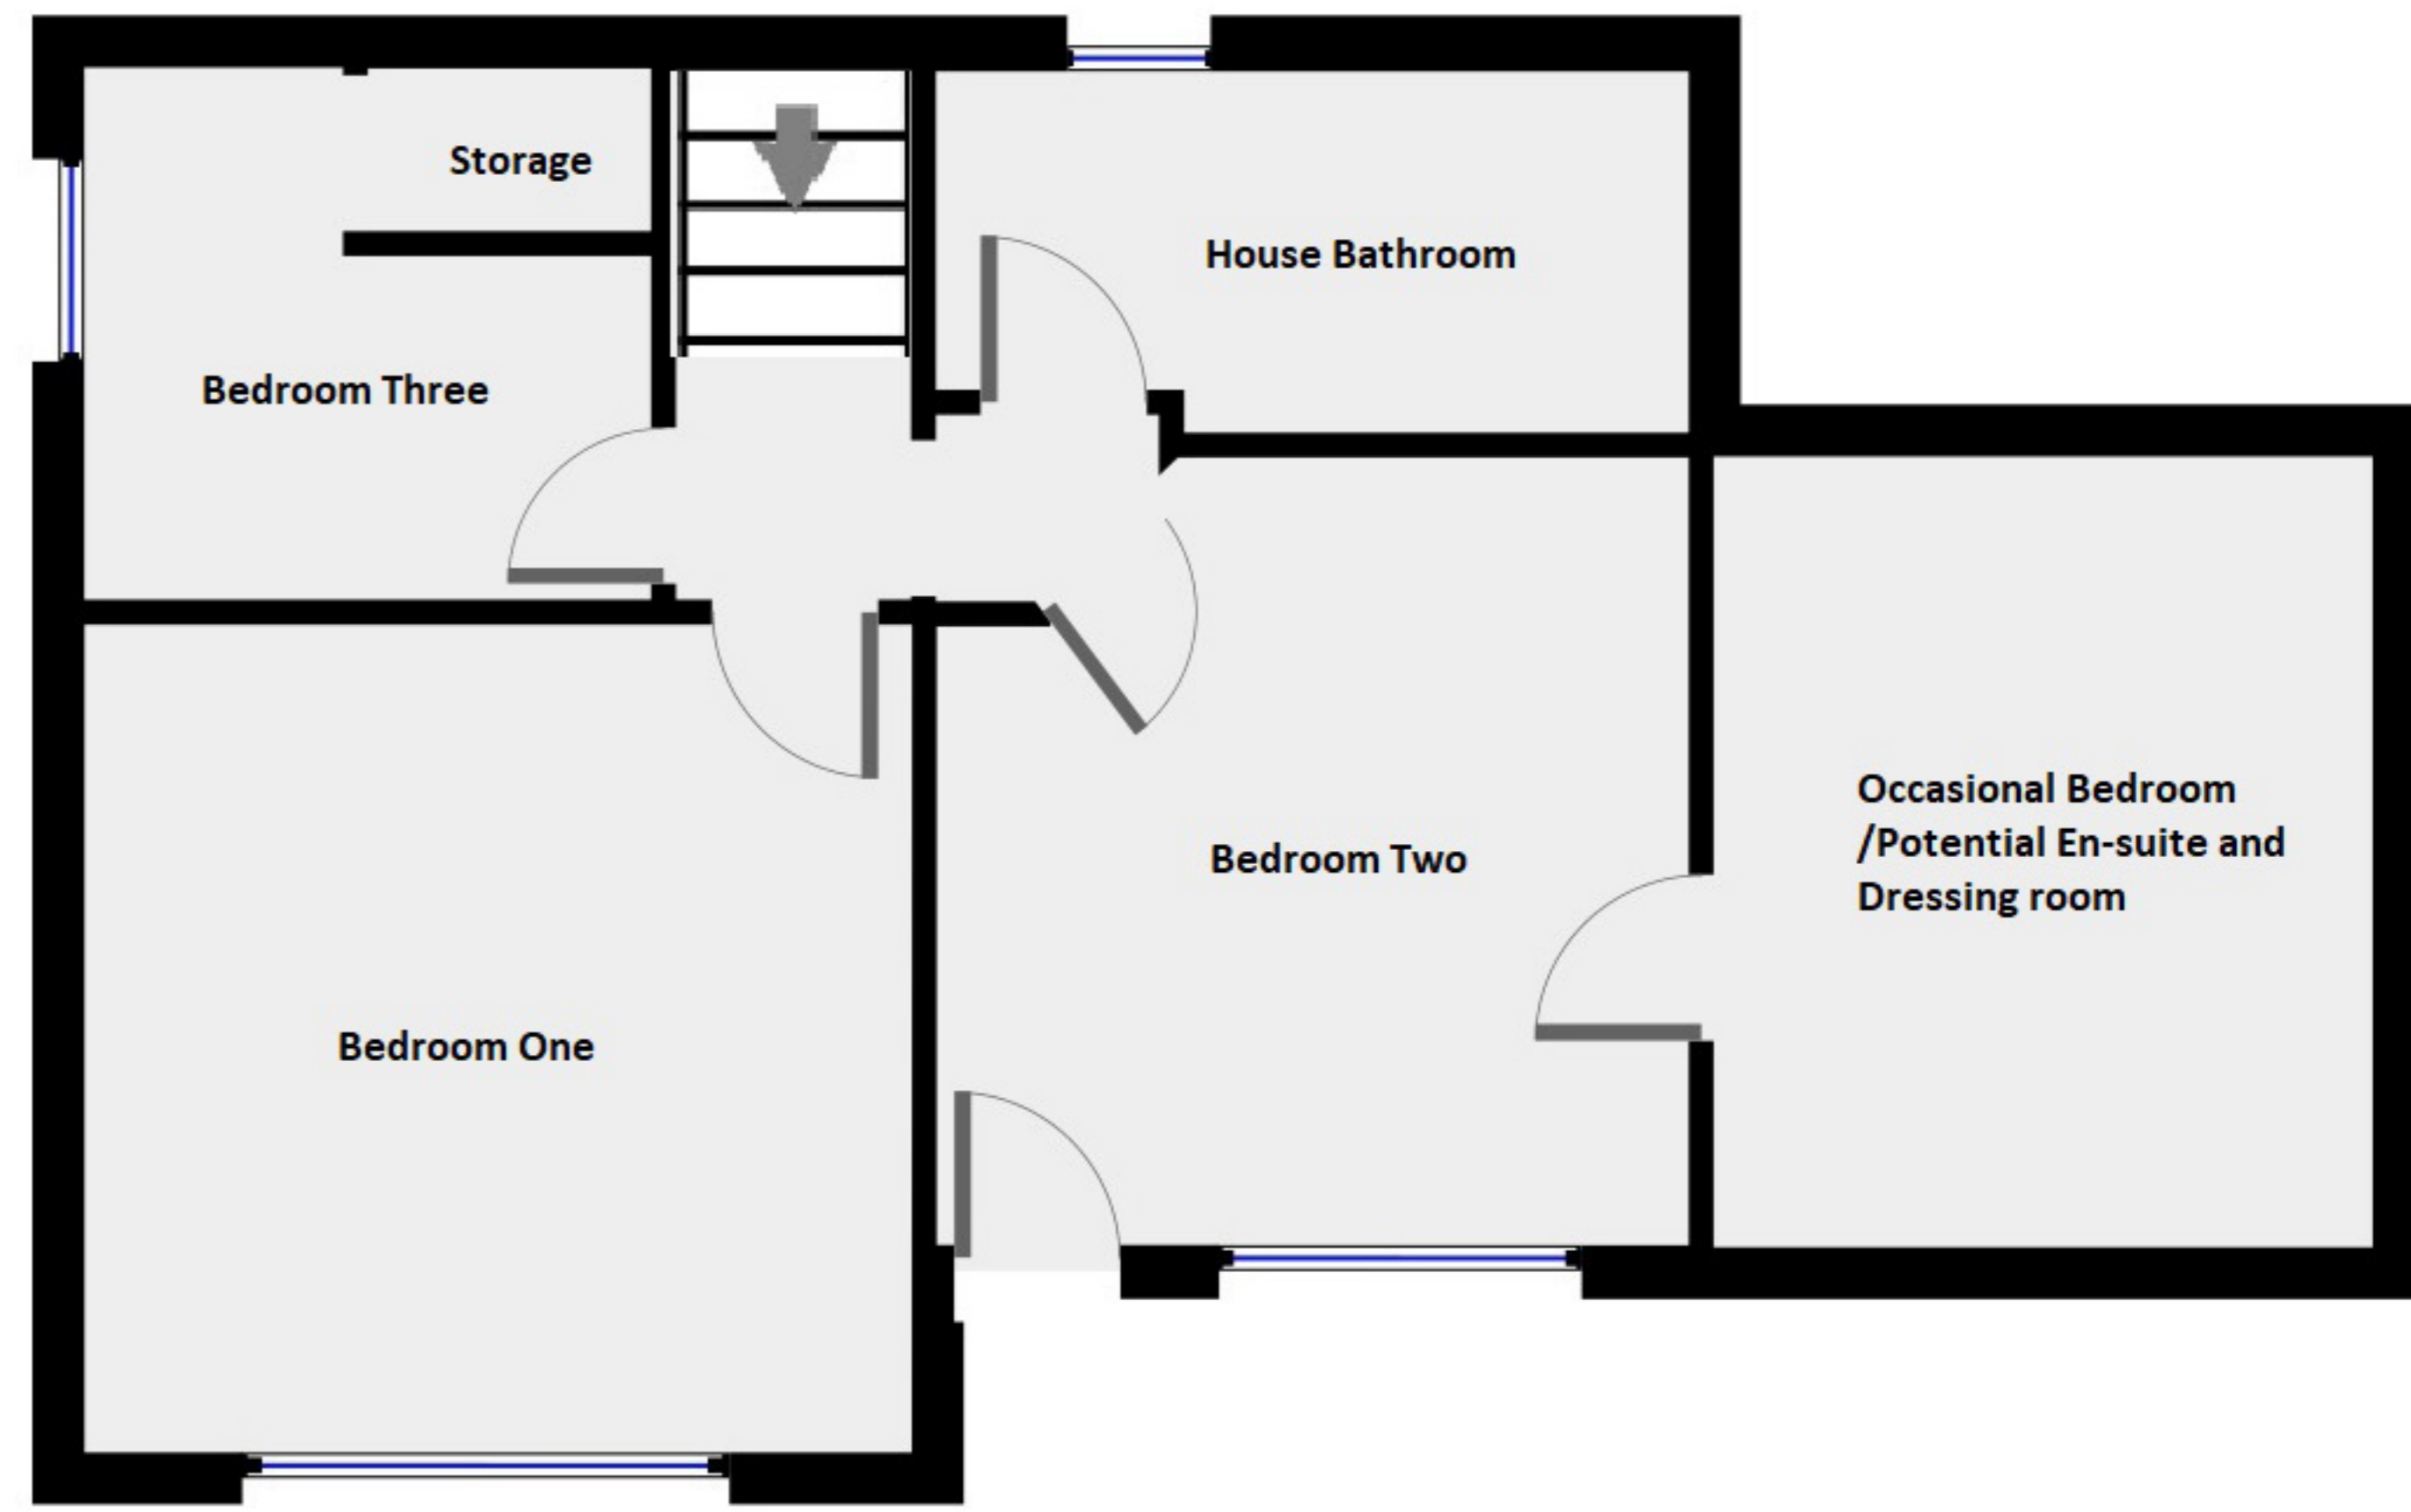 Storage
House Bathroom
Bedroom Three
Occasional Bedroom
/Potential En-suite and
Dressing room
Bedroom Two
Bedroom One